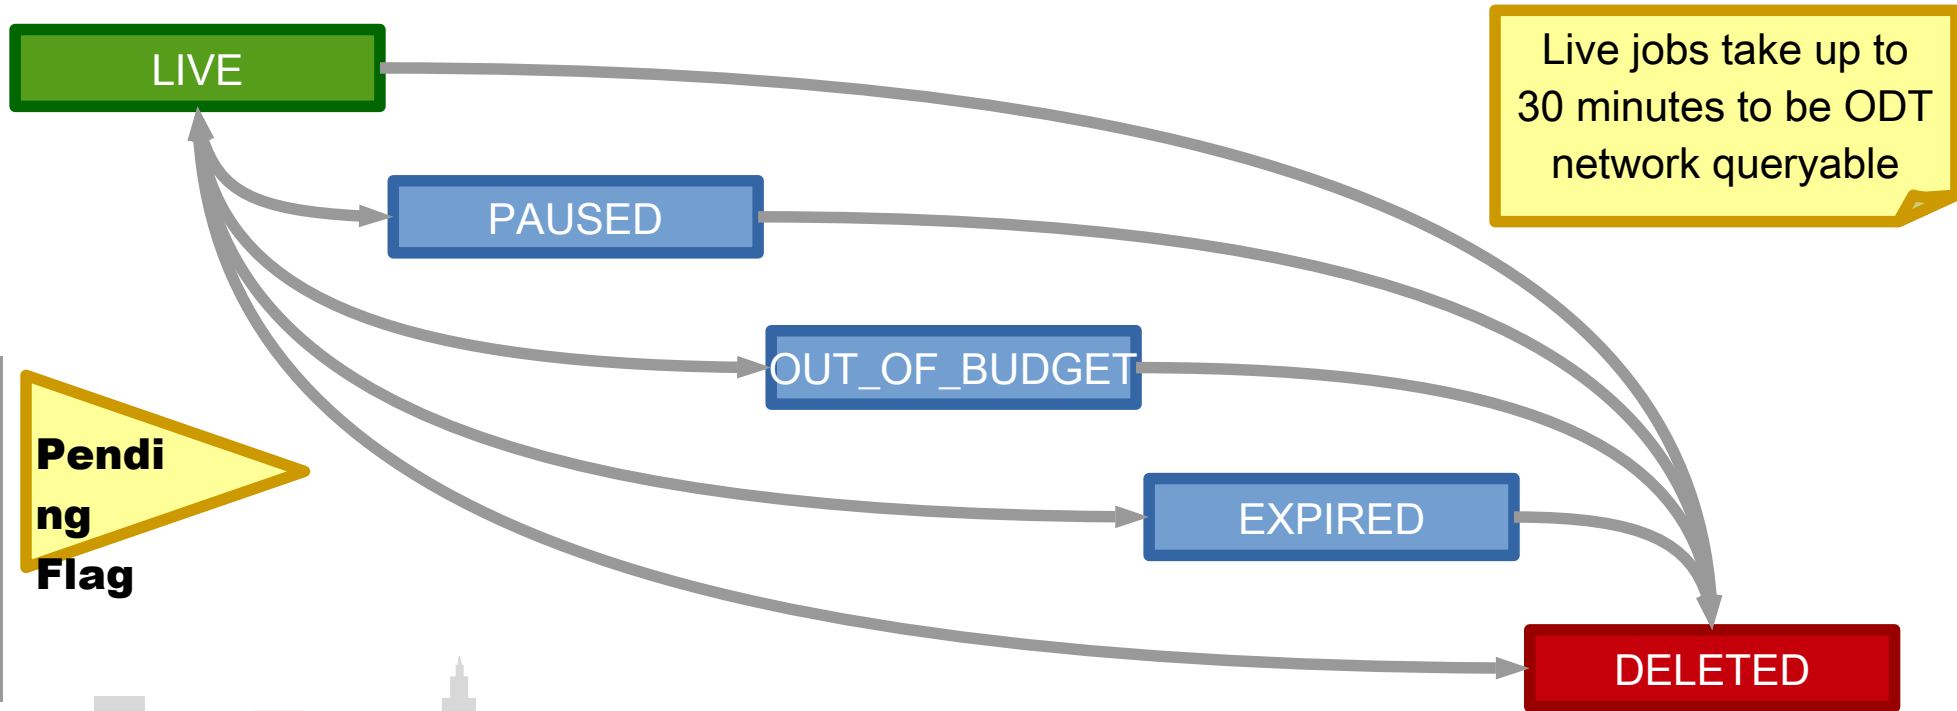 LIVE
Live jobs take up to
30 minutes to be ODT
network queryable
PAUSED
OUT_OF_BUDGET
Pendi
ng
Flag
EXPIRED
DELETED